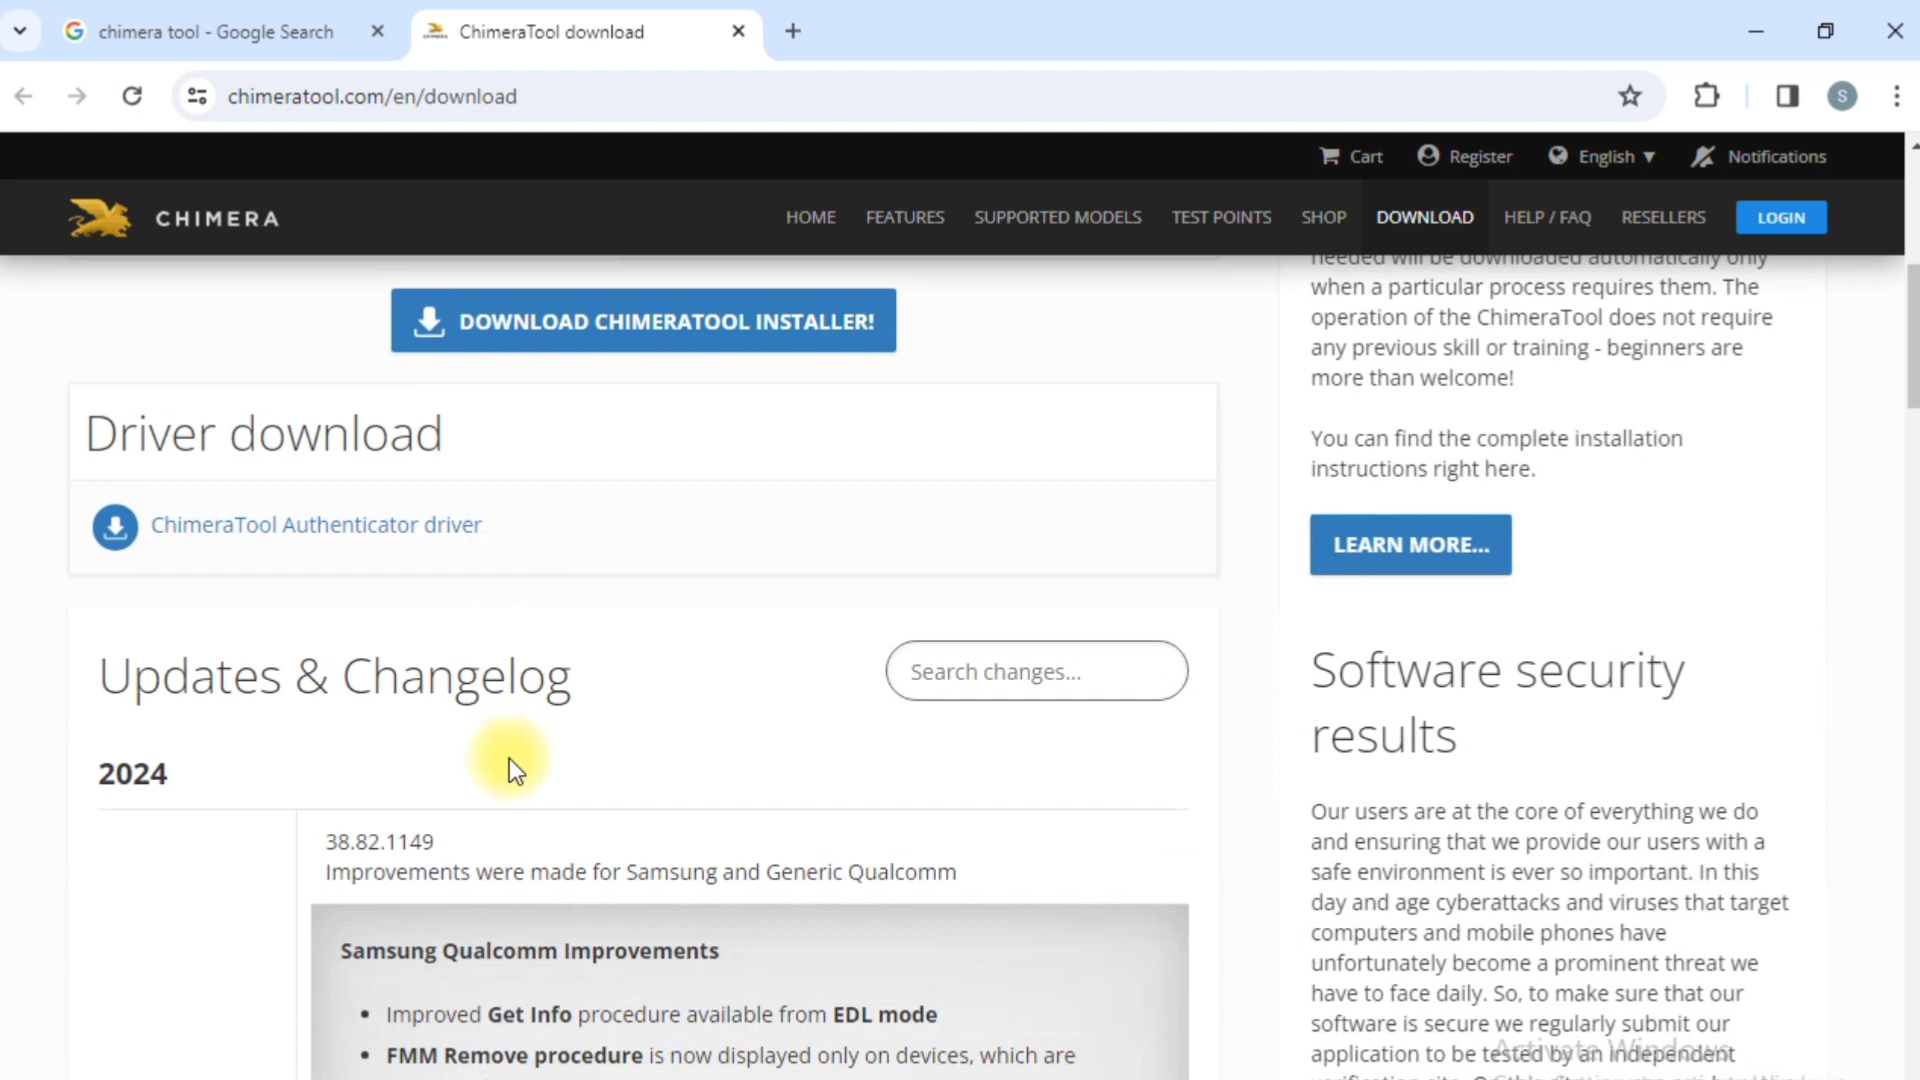 chimera tool - Google Search
ChimeraTool download
chimeratool.com/en/download
S
Cart
Register
English ▼
Notifications
CHIMERA
HOME
FEATURES
SUPPORTED MODELS
TEST POINTS
SHOP
DOWNLOAD
HELP / FAQ
RESELLERS
LOGIN
DOWNLOAD CHIMERATOOL INSTALLER!
Driver download
ChimeraTool Authenticator driver
Updates & Changelog
Search changes...
2024
38.82.1149
Improvements were made for Samsung and Generic Qualcomm
Samsung Qualcomm Improvements
• Improved Get Info procedure available from EDL mode
• FMM Remove procedure is now displayed only on devices, which are
needed will be downloaded automatically only
when a particular process requires them. The
operation of the ChimeraTool does not require
any previous skill or training - beginners are
more than welcome!
You can find the complete installation
instructions right here.
LEARN MORE...
Software security
results
Our users are at the core of everything we do
and ensuring that we provide our users with a
safe environment is ever so important. In this
day and age cyberattacks and viruses that target
computers and mobile phones have
unfortunately become a prominent threat we
have to face daily. So, to make sure that our
software is secure we regularly submit our
application to be tested by an independent
Activate Windows